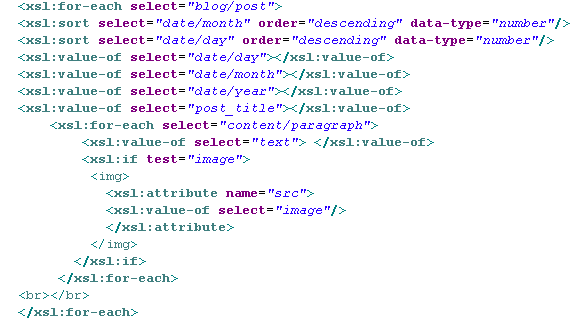 <xsl:for-each select="blog/post">
<xsl:sort select="date/month" order="descending" data-type="number"/>
<xsl:sort select="date/day" order="descending" data-type="number"/>
<xsl:value-of select="date/day"></xsl:value-of>
<xsl:value-of select="date/month"></xsl:value-of>
<xsl:value-of select="date/year"></xsl:value-of>
<xsl:value-of select="post_title"></xsl:value-of>
<xsl:for-each select="content/paragraph">
<xsl:value-of select="text"> </xsl:value-of>
<xsl:if test="image">
<img>
<xsl:attribute name="src">
<xsl:value-of select="image"/>
</xsl:attribute>
</img>
</xsl:if>
</xsl:for-each>
<br></br>
</xsl:for-each>